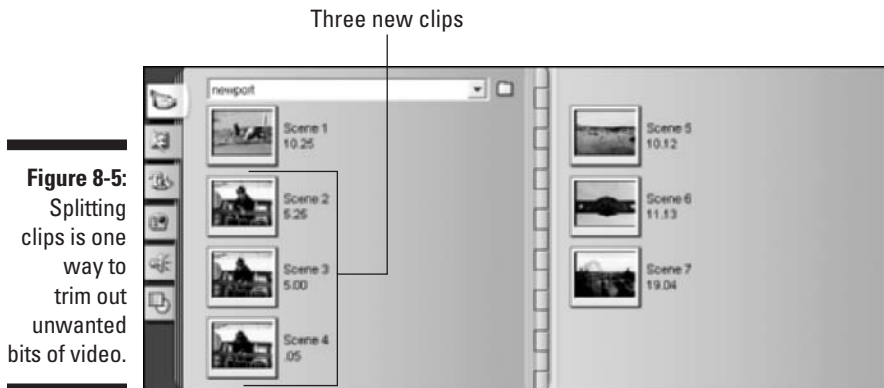 Three new clips
Figure 8-5:
Splitting
clips is one
way to
trim out
unwanted
bits of video.
newport
Scene 1
10.25
Scene 2
5.25
Scene 3
5.00
Scene 4
.05
Scene 5
10.12
Scene 6
11.13
Scene 7
19.04